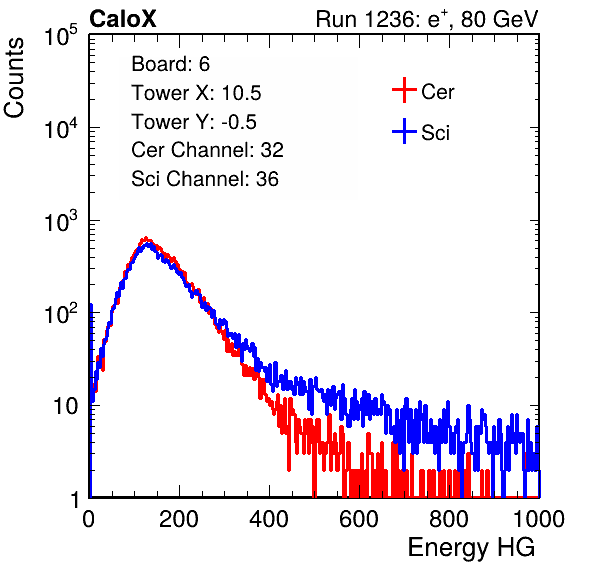 CaloX
Run 1236: e⁺, 80 GeV
Counts
10⁵
10⁴
10³
10²
10
1
Board: 6
Tower X: 10.5
Tower Y: -0.5
Cer Channel: 32
Sci Channel: 36
Cer
Sci
0 200 400 600 800 1000
Energy HG